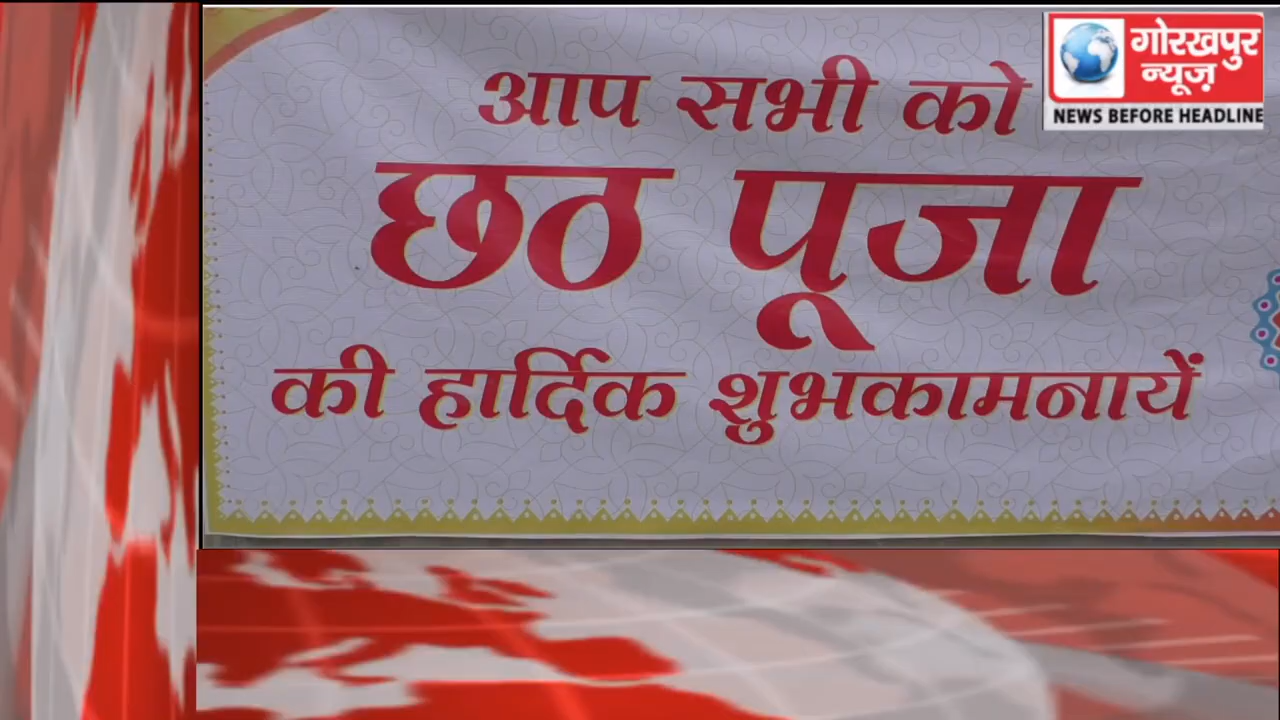 आप सभी को
छठ पूजा
की हार्दिक शुभकामनायें
गोरखपुर
न्यूज़
NEWS BEFORE HEADLINE